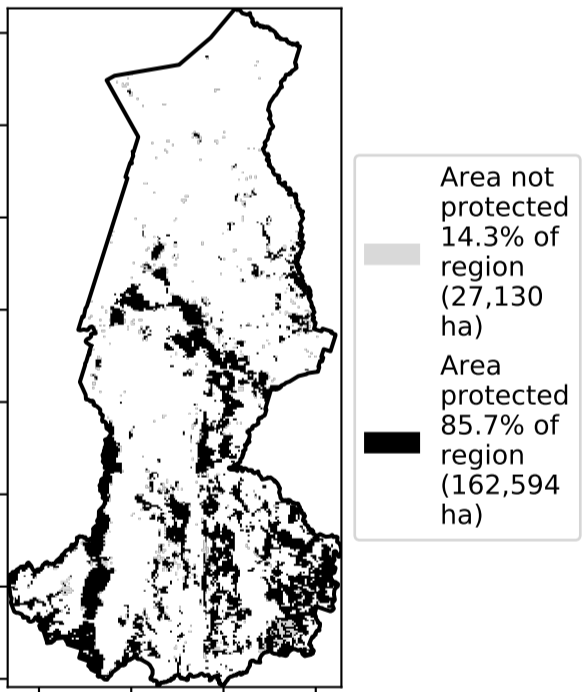 Area not
protected
14.3% of
region
(27,130
ha)
Area
protected
85.7% of
region
(162,594
ha)